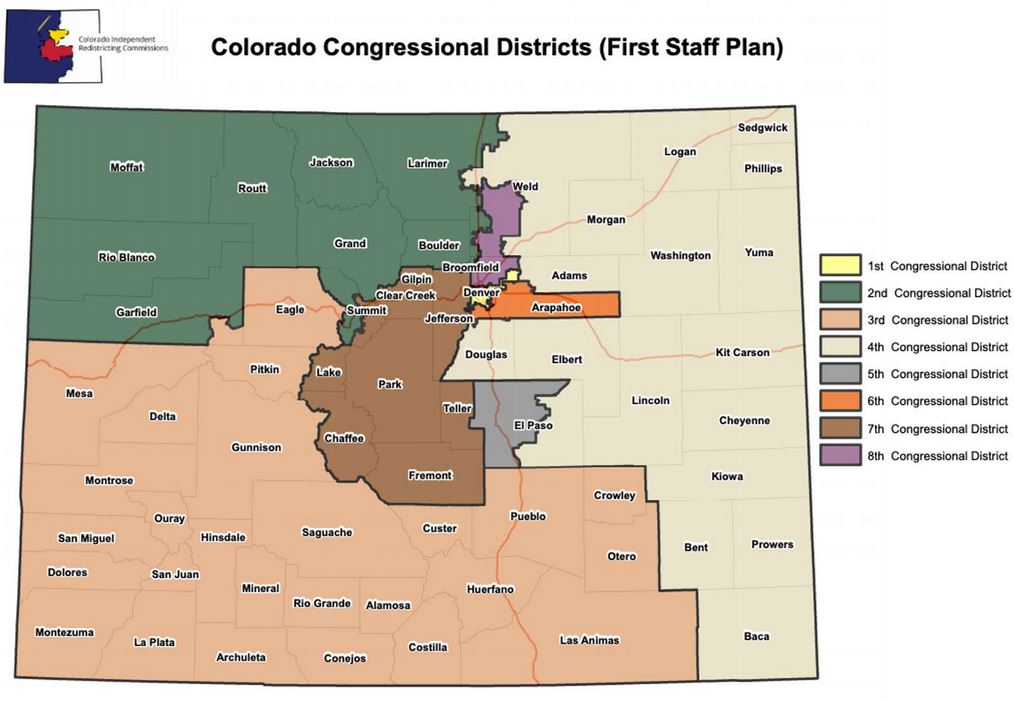 Colorado Independent
Redistricting Commissions
Colorado Congressional Districts (First Staff Plan)
Sedgwick
Logan
Phillips
Moffat
Jackson
Larimer
Routt
Weld
Morgan
Grand
Boulder
Rio Blanco
Washington
Yuma
Broomfield
Adams
Gilpin
Clear Creek
Denver
Garfield
Eagle
Summit
Arapahoe
Jefferson
Douglas
Elbert
Kit Carson
Pitkin
Lake
Park
Mesa
Lincoln
Delta
Teller
Cheyenne
El Paso
Chaffee
Gunnison
Fremont
Kiowa
Montrose
Crowley
Ouray
Pueblo
San Miguel
Hinsdale
Saguache
Custer
Bent
Prowers
Otero
Dolores
San Juan
Mineral
Huerfano
Rio Grande
Alamosa
Montezuma
La Plata
Las Animas
Baca
Costilla
Archuleta
Conejos
1st Congressional District
2nd Congressional District
3rd Congressional District
4th Congressional District
5th Congressional District
6th Congressional District
7th Congressional District
8th Congressional District